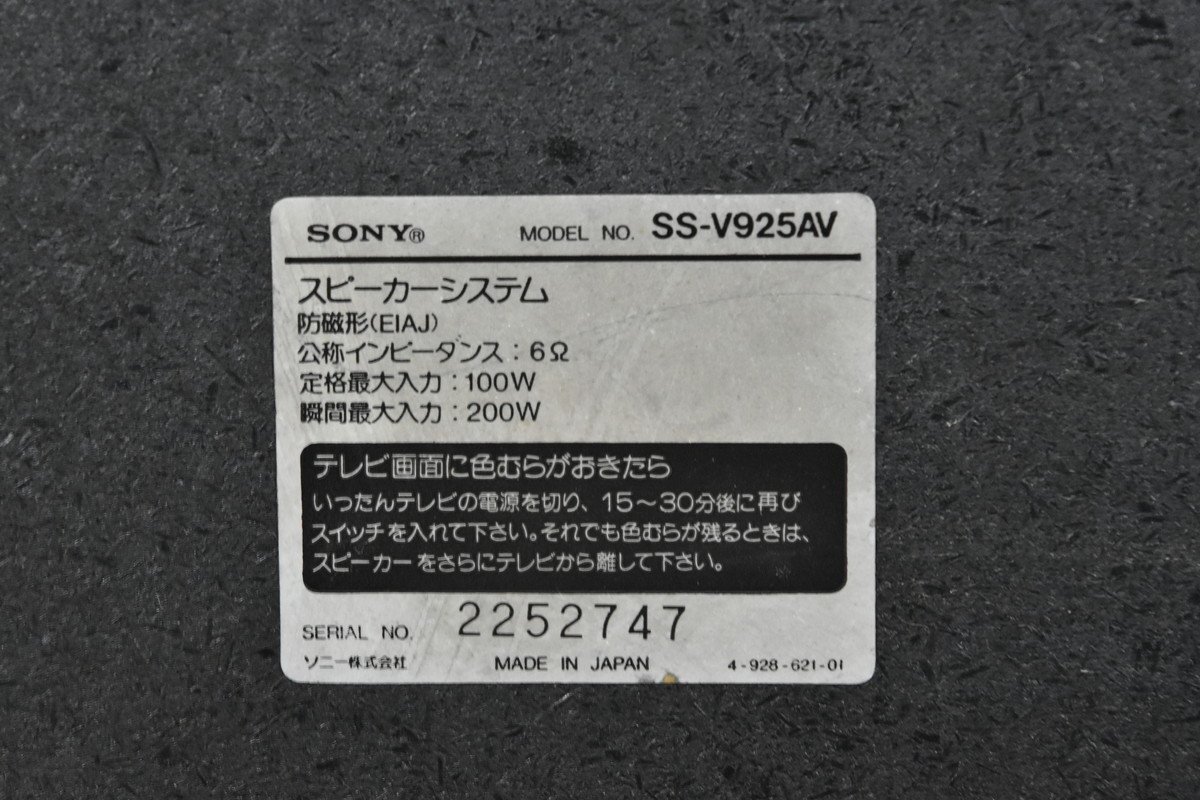 SONY® MODEL NO. SS-V925AV
スピーカーシステム
防磁形(EIAJ)
公称インピーダンス : 6Ω
定格最大入力 : 100W
瞬間最大入力 : 200W
テレビ画面に色むらがおきたら
いったんテレビの電源を切り、15〜30分後に再び
スイッチを入れて下さい。それでも色むらが残るときは、
スピーカーをさらにテレビから離して下さい。
SERIAL NO. 2252747
ソニー株式会社 MADE IN JAPAN 4-928-621-01